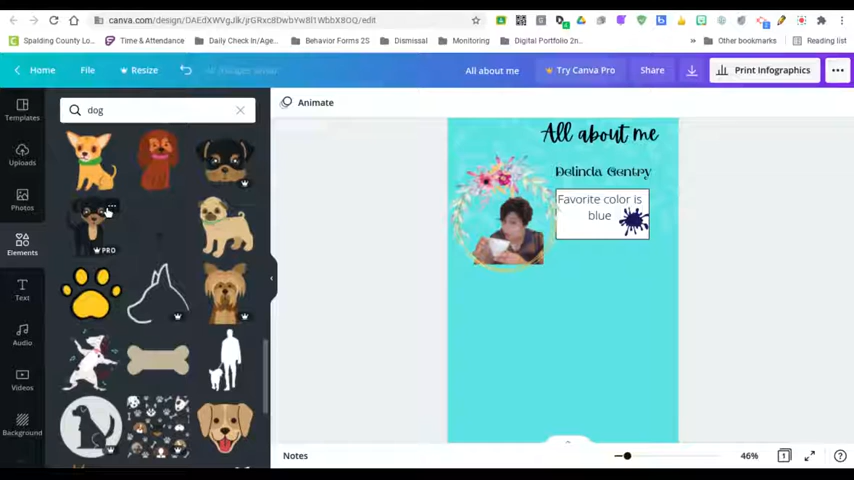 canva.com/design/DAEdXWVgJik/jrGRxc8DwbYw8l1WbbX8OQ/edit
Spalding County Lo...
Time & Attendance
Daily Check In/Age...
Behavior Forms 2S
Dismissal
Monitoring
Digital Portfolio 2n...
»
Other bookmarks
Reading list
Home
File
Resize
All about me
Try Canva Pro
Share
Print Infographics
Templates
Uploads
Photos
Elements
Text
Audio
Videos
Background
dog
PRO
Animate
All about me
Delinda Gentry
Favorite color is
blue
Notes
46%
1